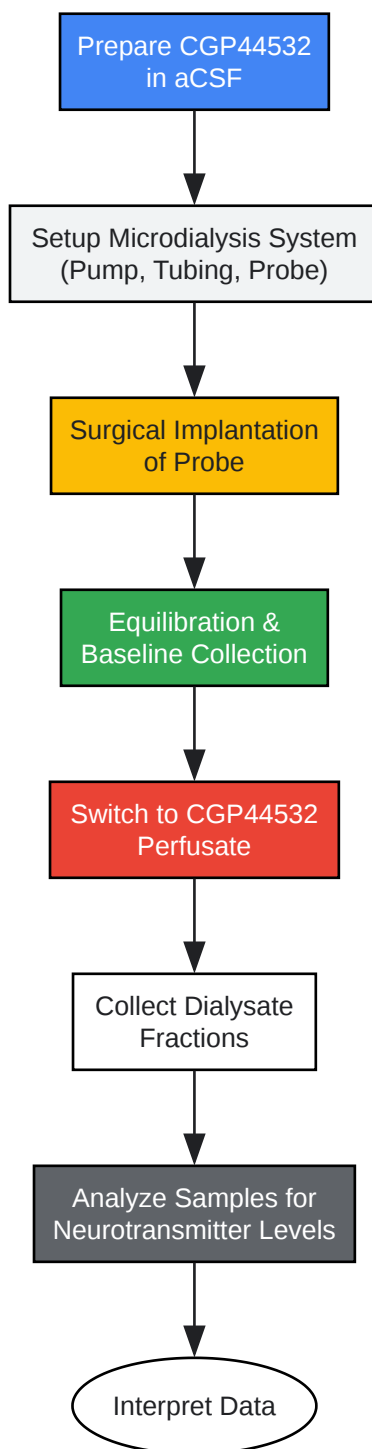 Prepare CGP44532
in aCSF
Setup Microdialysis System
(Pump, Tubing, Probe)
Surgical Implantation
of Probe
Equilibration &
Baseline Collection
Switch to CGP44532
Perfusate
Collect Dialysate
Fractions
Analyze Samples for
Neurotransmitter Levels
Interpret Data